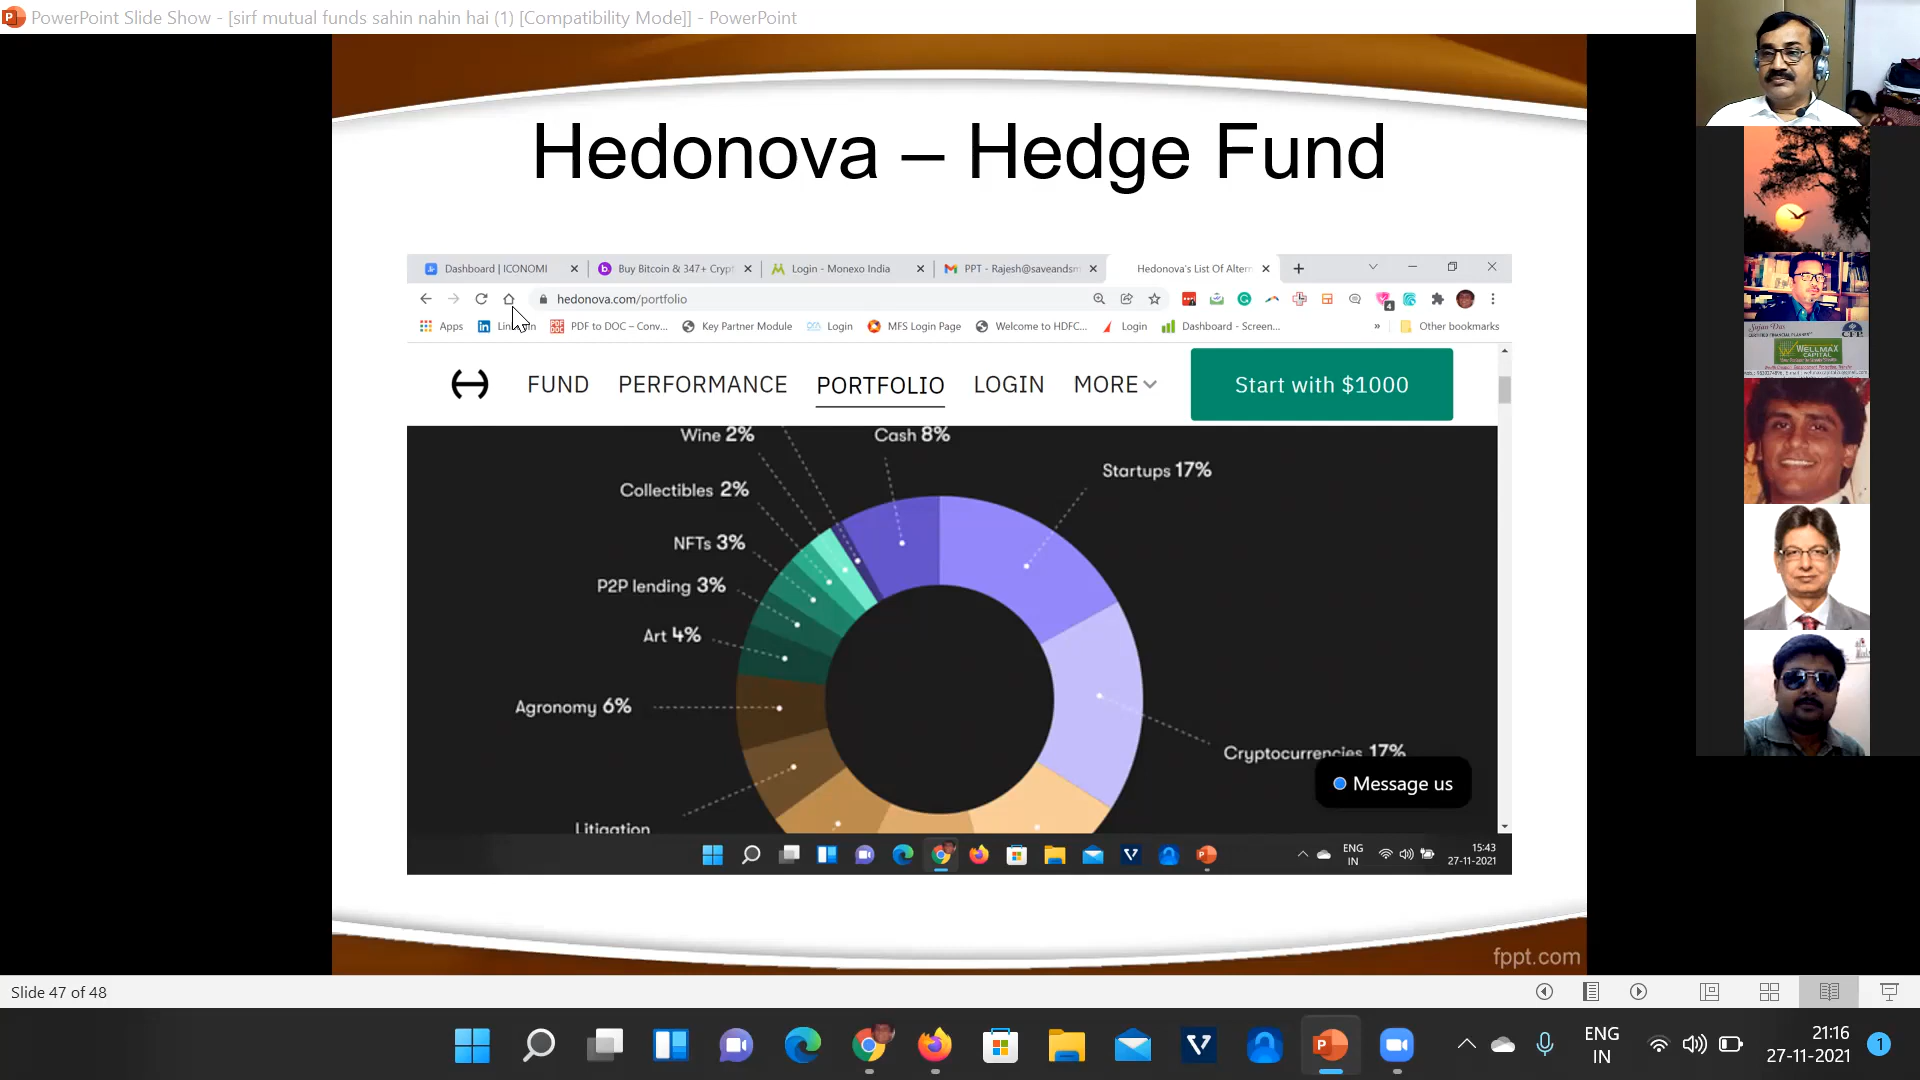 PowerPoint Slide Show - [sirf mutual funds sahin nahin hai (1) [Compatibility Mode]] - PowerPoint
Hedonova – Hedge Fund
Dashboard | ICONOMI
Buy Bitcoin & 347+ Crypt
Login - Monexo India
PPT - Rajesh@saveandsm
Hedonova's List Of Altern
hedonova.com/portfolio
Apps
PDF to DOC – Conv...
Key Partner Module
Login
MFS Login Page
Welcome to HDFC...
Login
Dashboard - Screen...
»
Other bookmarks
FUND
PERFORMANCE
PORTFOLIO
LOGIN
MORE
Start with $1000
Wine 2%
Cash 8%
Startups 17%
Collectibles 2%
NFTs 3%
P2P lending 3%
Art 4%
Agronomy 6%
Cryptocurrencies 17%
Message us
Litigation
ENG
IN
15:43
27-11-2021
fppt.com
WELLMAX
CAPITAL
Slide 47 of 48
ENG
IN
21:16
27-11-2021
1